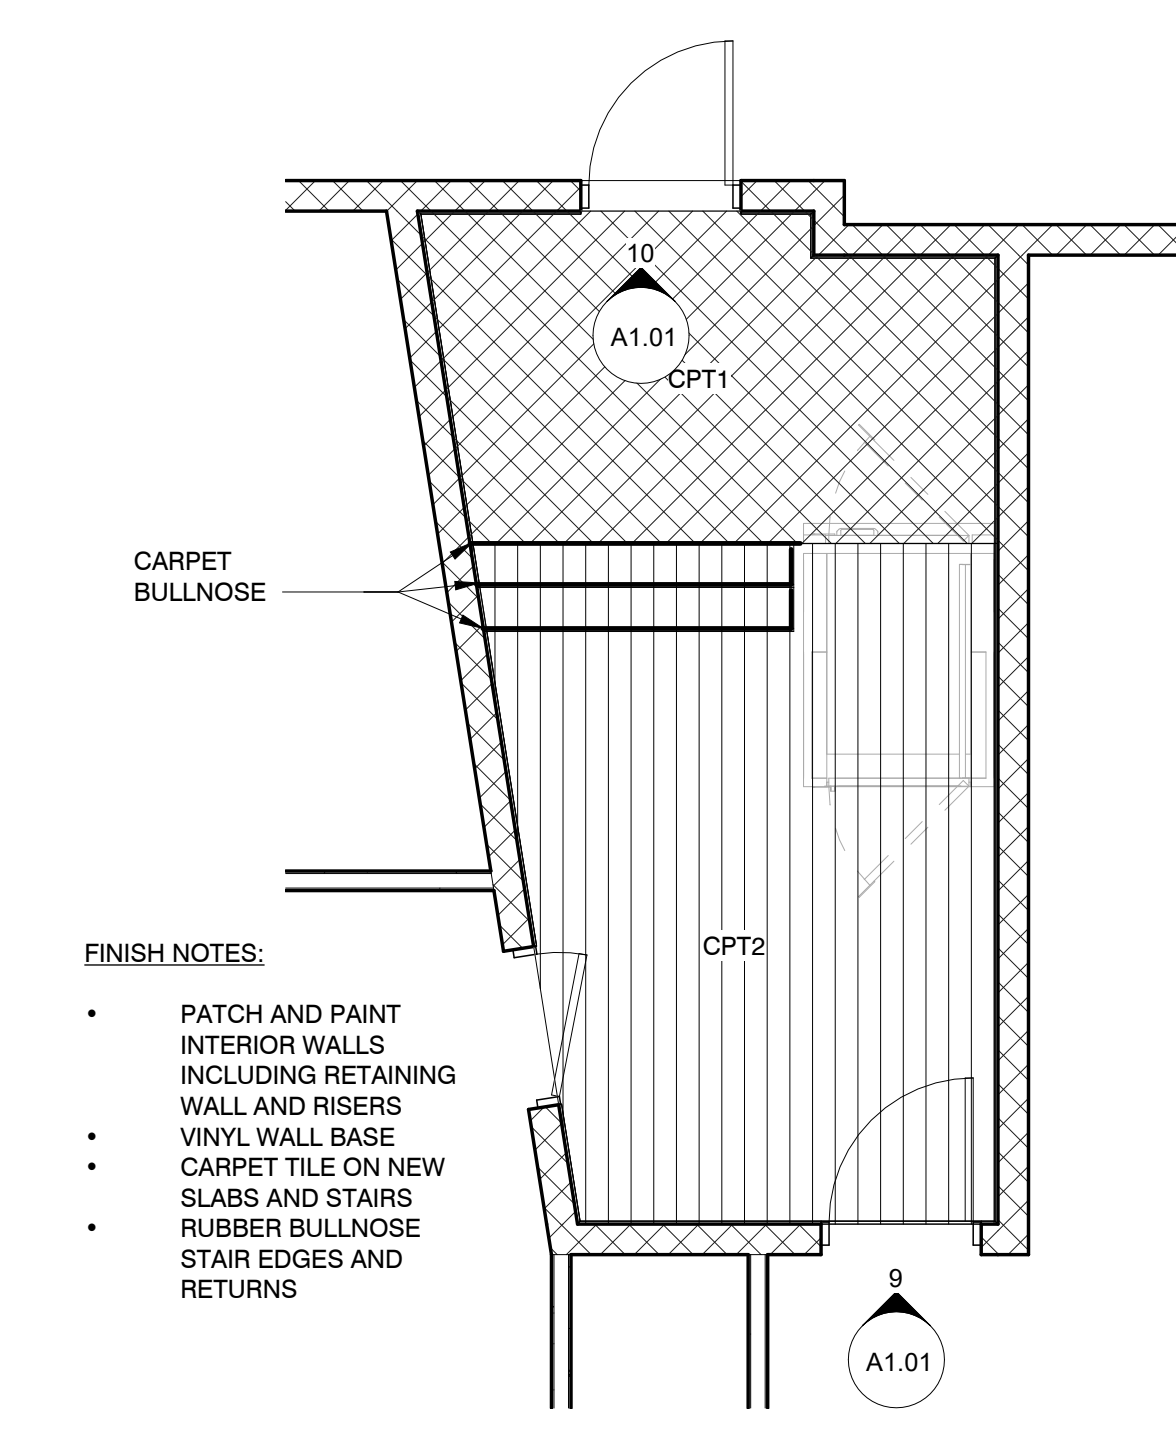 10
A1.01
CPT1
CARPET
BULLNOSE
CPT2
FINISH NOTES:
• PATCH AND PAINT
INTERIOR WALLS
INCLUDING RETAINING
WALL AND RISERS
• VINYL WALL BASE
• CARPET TILE ON NEW
SLABS AND STAIRS
• RUBBER BULLNOSE
STAIR EDGES AND
RETURNS
9
A1.01